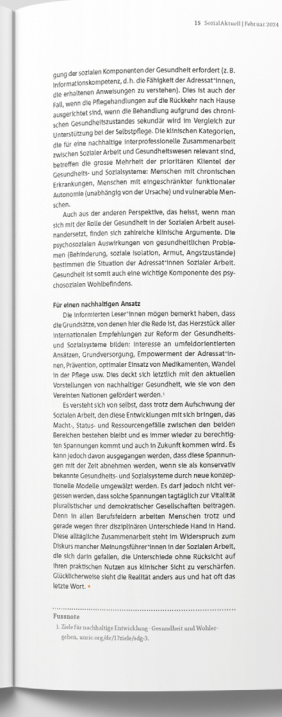 15 SozialAktuell | Februar 2024
gung der sozialen Komponenten der Gesundheit erfordert (z. B.
Informationskompetenz, d. h. die Fähigkeit der Adressat*innen,
die erhaltenen Anweisungen zu verstehen). Dies ist auch der
Fall, wenn die Pflegehandlungen auf die Rückkehr nach Hause
ausgerichtet sind, wenn die Behandlung aufgrund des chroni-
schen Gesundheitszustandes sekundär wird im Vergleich zur
Unterstützung bei der Selbstpflege. Die klinischen Kategorien,
die für eine nachhaltige interprofessionelle Zusammenarbeit
zwischen Sozialer Arbeit und Gesundheitswesen relevant sind,
betreffen die grosse Mehrheit der prioritären Klientel der
Gesundheits- und Sozialsysteme: Menschen mit chronischen
Erkrankungen, Menschen mit eingeschränkter funktionaler
Autonomie (unabhängig von der Ursache) und vulnerable Men-
schen.
Auch aus der anderen Perspektive, das heisst, wenn man
sich mit der Rolle der Gesundheit in der Sozialen Arbeit ausei-
nandersetzt, finden sich zahlreiche klinische Argumente. Die
psychosozialen Auswirkungen von gesundheitlichen Proble-
men (Behinderung, soziale Isolation, Armut, Angstzustände)
bestimmen die Situation der Adressat*innen Sozialer Arbeit.
Gesundheit ist somit auch eine wichtige Komponente des psy-
chosozialen Wohlbefindens.
Für einen nachhaltigen Ansatz
Die informierten Leser*innen mögen bemerkt haben, dass
die Grundsätze, von denen hier die Rede ist, das Herzstück aller
internationalen Empfehlungen zur Reform der Gesundheits-
und Sozialsysteme bilden: Interesse an umfeldorientierten
Ansätzen, Grundversorgung, Empowerment der Adressat*in-
nen, Prävention, optimaler Einsatz von Medikamenten, Wandel
in der Pflege usw. Dies deckt sich letztlich mit den aktuellen
Vorstellungen von nachhaltiger Gesundheit, wie sie von den
Vereinten Nationen gefördert werden.¹
Es versteht sich von selbst, dass trotz dem Aufschwung der
Sozialen Arbeit, den diese Entwicklungen mit sich bringen, das
Macht-, Status- und Ressourcengefälle zwischen den beiden
Bereichen bestehen bleibt und es immer wieder zu berechtig-
ten Spannungen kommt und auch in Zukunft kommen wird. Es
kann jedoch davon ausgegangen werden, dass diese Spannun-
gen mit der Zeit abnehmen werden, wenn sie als konservativ
bekannte Gesundheits- und Sozialsysteme durch neue konzep-
tionelle Modelle umgewälzt werden. Es darf jedoch nicht ver-
gessen werden, dass solche Spannungen tagtäglich zur Vitalität
pluralistischer und demokratischer Gesellschaften beitragen.
Denn in allen Berufsfeldern arbeiten Menschen trotz und
gerade wegen ihrer disziplinären Unterschiede Hand in Hand.
Diese alltägliche Zusammenarbeit steht im Widerspruch zum
Diskurs mancher Meinungsführer*innen in der Sozialen Arbeit,
die sich darin gefallen, die Unterschiede ohne Rücksicht auf
ihren praktischen Nutzen aus klinischer Sicht zu verschärfen.
Glücklicherweise sieht die Realität anders aus und hat oft das
letzte Wort. •
Fussnote
1. Ziele für nachhaltige Entwicklung - Gesundheit und Wohler-
gehen, unric.org/de/17ziele/sdg-3.